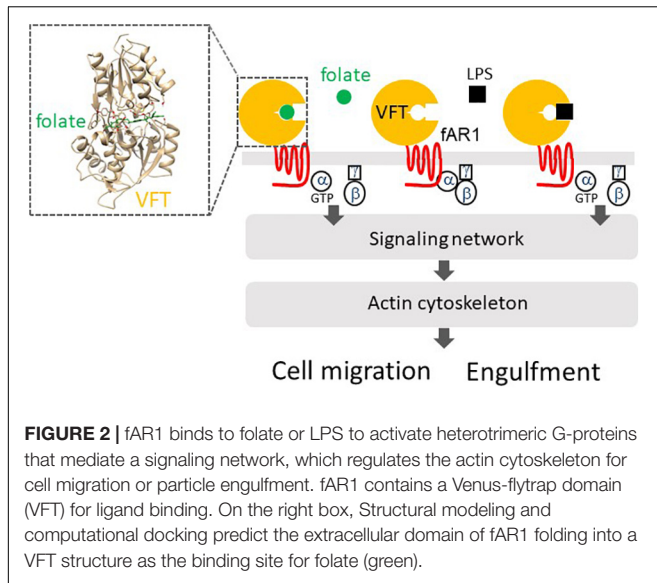 folate
VFT
folate
LPS
VFT
fAR1
α
GTP
γ
β
α
γ
β
α
GTP
γ
β
Signaling network
Actin cytoskeleton
Cell migration
Engulfment
FIGURE 2 | fAR1 binds to folate or LPS to activate heterotrimeric G-proteins
that mediate a signaling network, which regulates the actin cytoskeleton for
cell migration or particle engulfment. fAR1 contains a Venus-flytrap domain
(VFT) for ligand binding. On the right box, Structural modeling and
computational docking predict the extracellular domain of fAR1 folding into a
VFT structure as the binding site for folate (green).